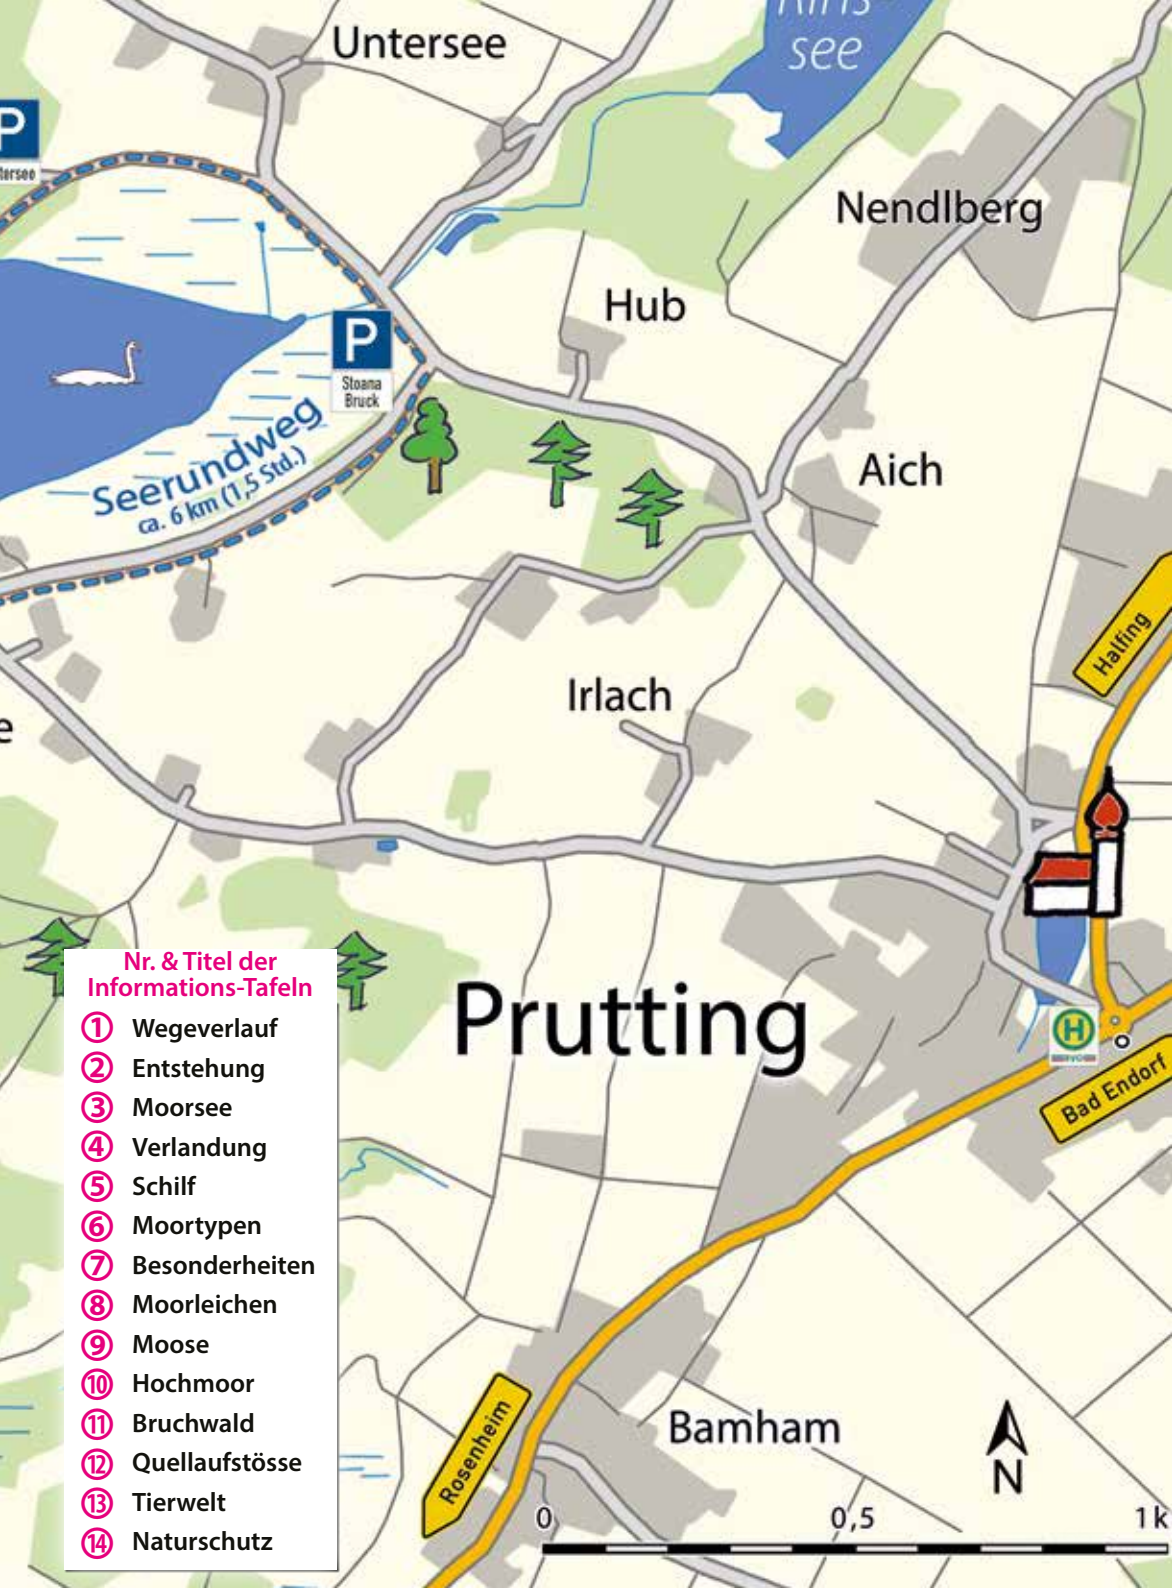 Untersee
see
P
Nendlberg
Hub
P
Stoana
Bruck
Aich
Seerundweg
ca. 6 km (1,5 Std.)
Halfing
Irlach
e
Prutting
H
Bad Endorf
Nr. & Titel der
Informations-Tafeln
1 Wegeverlauf
2 Entstehung
3 Moorsee
4 Verlandung
5 Schilf
6 Moortypen
7 Besonderheiten
8 Moorleichen
9 Moose
10 Hochmoor
11 Bruchwald
12 Quellaufstösse
13 Tierwelt
14 Naturschutz
Rosenheim
Bamham
N
0 0,5 1 k